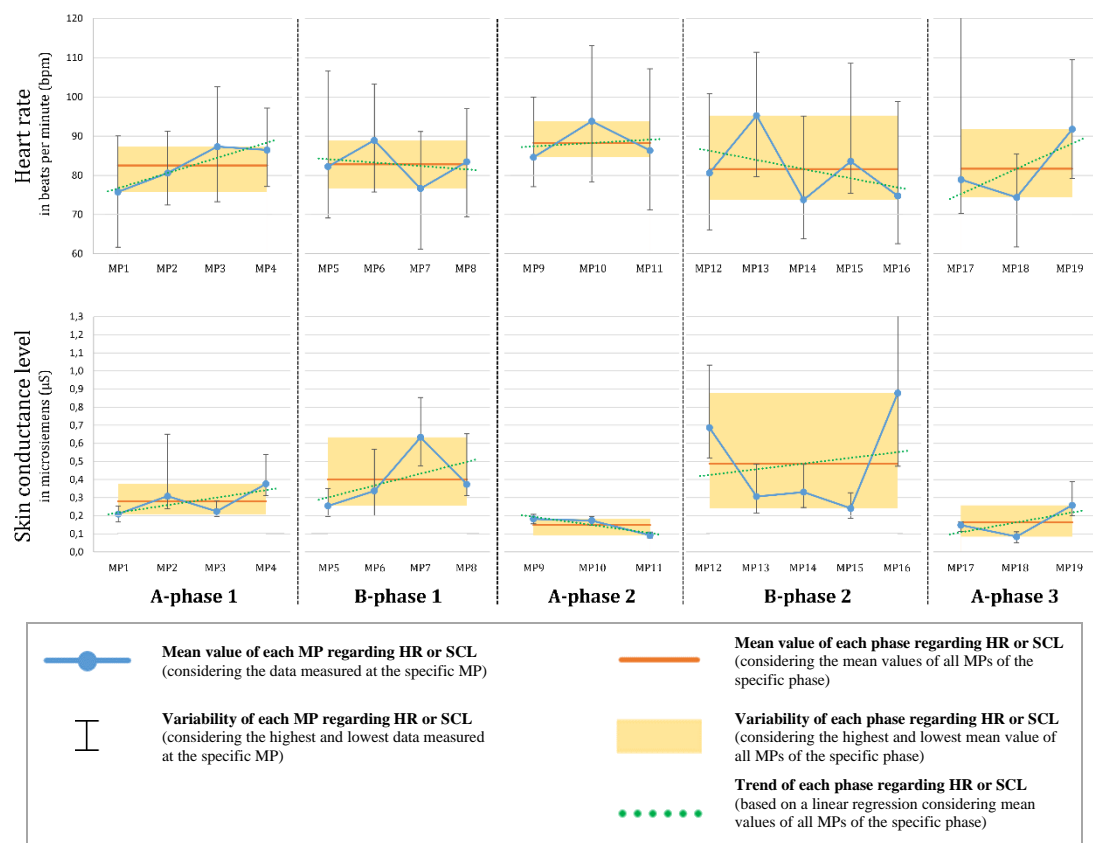 Heart rate
in beats per minute (bpm)
120
110
100
90
80
70
60
MP1 MP2 MP3 MP4 MP5 MP6 MP7 MP8 MP9 MP10 MP11 MP12 MP13 MP14 MP15 MP16 MP17 MP18 MP19
Skin conductance level
in microsiemens (µS)
1,3
1,2
1,1
1,0
0,9
0,8
0,7
0,6
0,5
0,4
0,3
0,2
0,1
0,0
MP1 MP2 MP3 MP4 MP5 MP6 MP7 MP8 MP9 MP10 MP11 MP12 MP13 MP14 MP15 MP16 MP17 MP18 MP19
A-phase 1 B-phase 1 A-phase 2 B-phase 2 A-phase 3
Mean value of each MP regarding HR or SCL
(considering the data measured at the specific MP)
Variability of each MP regarding HR or SCL
(considering the highest and lowest data measured
at the specific MP)
Mean value of each phase regarding HR or SCL
(considering the mean values of all MPs of the
specific phase)
Variability of each phase regarding HR or SCL
(considering the highest and lowest mean value of
all MPs of the specific phase)
Trend of each phase regarding HR or SCL
(based on a linear regression considering mean
values of all MPs of the specific phase)